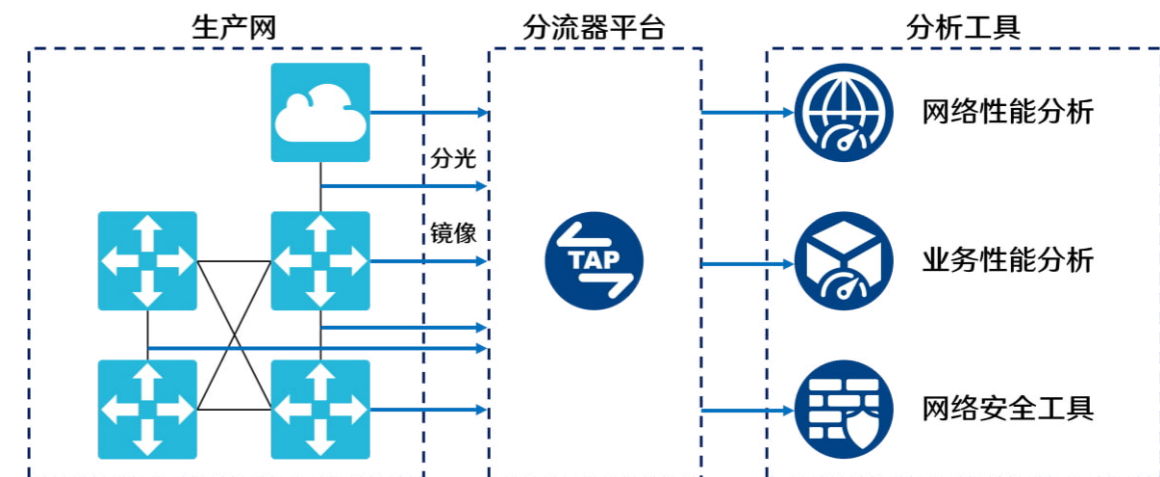 生产网
分流器平台
分析工具
分光
镜像
TAP
网络性能分析
业务性能分析
网络安全工具